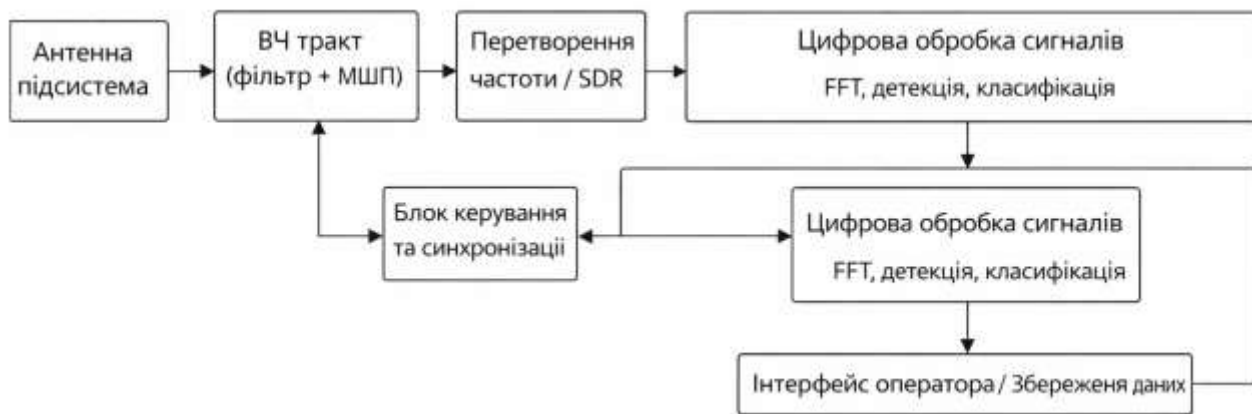 Антенна
підсистема
ВЧ тракт
(фільтр + МШП)
Перетворення
частоти / SDR
Цифрова обробка сигналів
FFT, детекція, класифікація
Блок керування
та синхронізації
Цифрова обробка сигналів
FFT, детекція, класифікація
Інтерфейс оператора / Збереженя даних